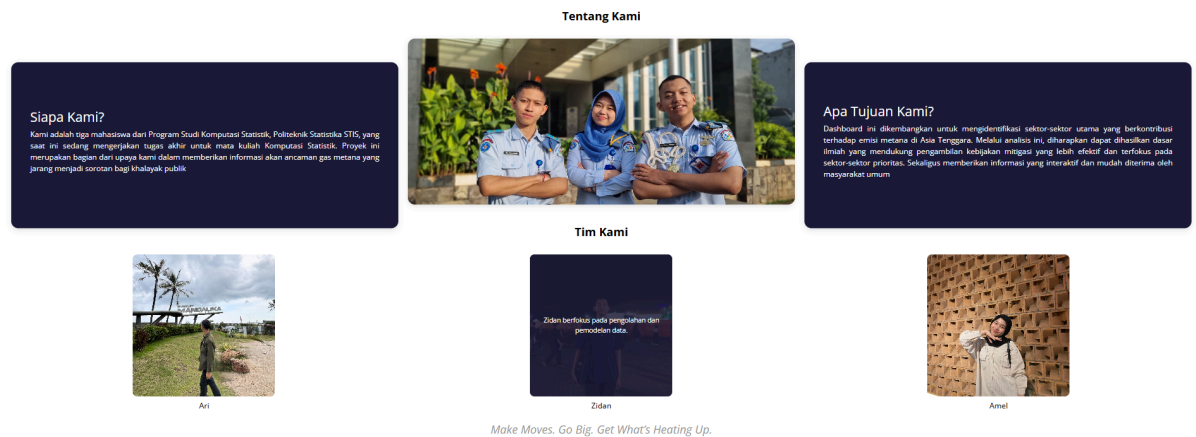 Tentang Kami
Siapa Kami?
Kami adalah tiga mahasiswa dari Program Studi Komputasi Statistik, Politeknik Statistika STIS, yang
saat ini sedang mengerjakan tugas akhir untuk mata kuliah Komputasi Statistik. Proyek ini
merupakan bagian dari upaya kami dalam memberikan informasi akan ancaman gas metana yang
jarang menjadi sorotan bagi khalayak publik
Apa Tujuan Kami?
Dashboard ini dikembangkan untuk mengidentifikasi sektor-sektor utama yang berkontribusi
terhadap emisi metana di Asia Tenggara. Melalui analisis ini, diharapkan dapat dihasilkan dasar
ilmiah yang mendukung pengambilan kebijakan mitigasi yang lebih efektif dan terfokus pada
sektor-sektor prioritas. Sekaligus memberikan informasi yang interaktif dan mudah diterima oleh
masyarakat umum
Tim Kami
MANDALIKA
Zidan berfokus pada pengolahan dan
pemodelan data.
Ari
Zidan
Amel
Make Moves. Go Big. Get What's Heating Up.